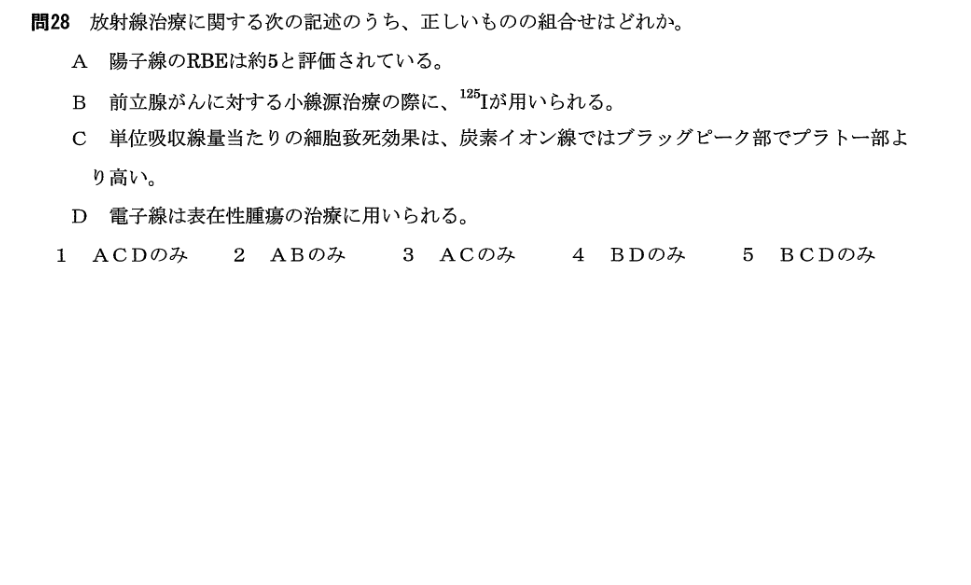 問28 放射線治療に関する次の記述のうち、正しいものの組合せはどれか。
A 陽子線のRBEは約5と評価されている。
B 前立腺がんに対する小線源治療の際に、¹²⁵Iが用いられる。
C 単位吸収線量当たりの細胞致死効果は、炭素イオン線ではブラッグピーク部でプラトー部よ
り高い。
D 電子線は表在性腫瘍の治療に用いられる。
1 ACDのみ 2 ABのみ 3 ACのみ 4 BDのみ 5 BCDのみ